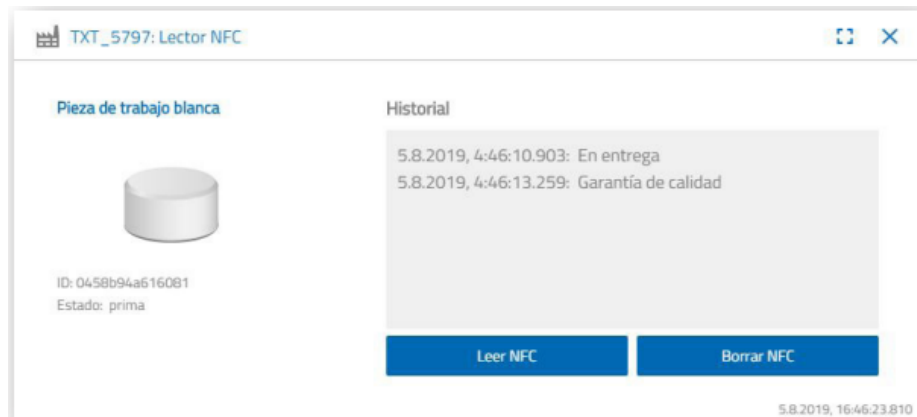 TXT_5797: Lector NFC
Pieza de trabajo blanca
ID: 0458b94a616081
Estado: prima
Historial
5.8.2019, 4:46:10.903: En entrega
5.8.2019, 4:46:13.259: Garantía de calidad
Leer NFC
Borrar NFC
5.8.2019, 16:46:23.810